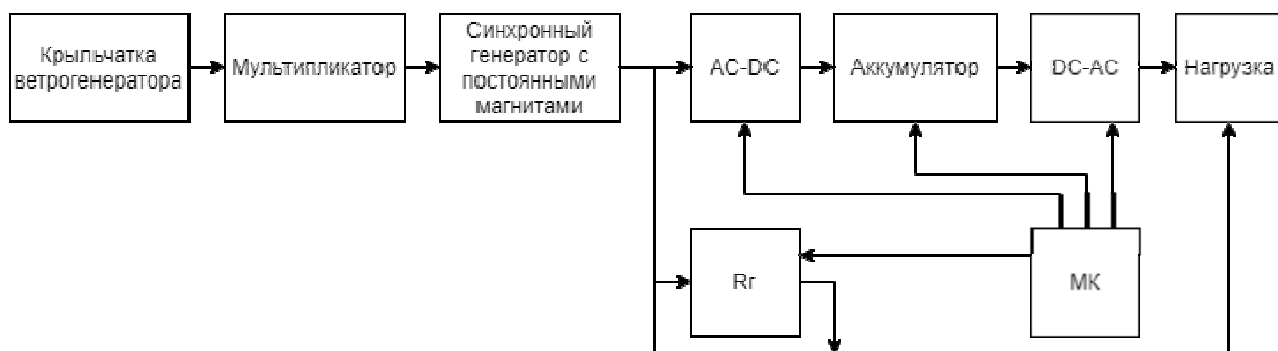 Крыльчатка
ветрогенератора
Мультипликатор
Синхронный
генератор с
постоянными
магнитами
AC-DC
Аккумулятор
DC-AC
Нагрузка
Rг
МК